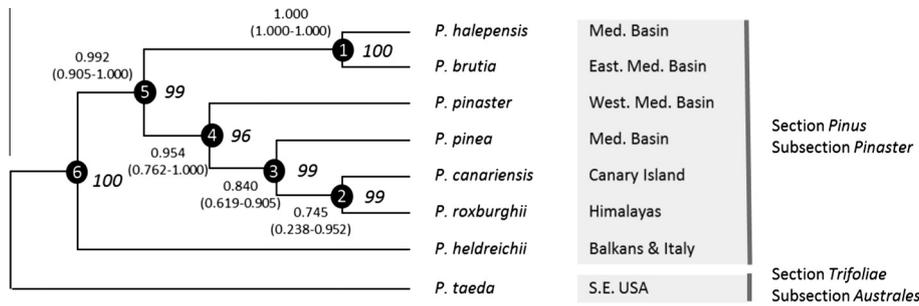 1.000
(1.000-1.000)
P. halepensis Med. Basin
1 100
0.992
(0.905-1.000)
P. brutia East. Med. Basin
5 99
P. pinaster West. Med. Basin
4 96
Section Pinus
Subsection Pinaster
P. pinea Med. Basin
0.954
(0.762-1.000)
3 99
6 100
P. canariensis Canary Island
0.840
(0.619-0.905)
2 99
P. roxburghii Himalayas
0.745
(0.238-0.952)
P. heldreichii Balkans & Italy
P. taeda S.E. USA
Section Trifoliae
Subsection Australes